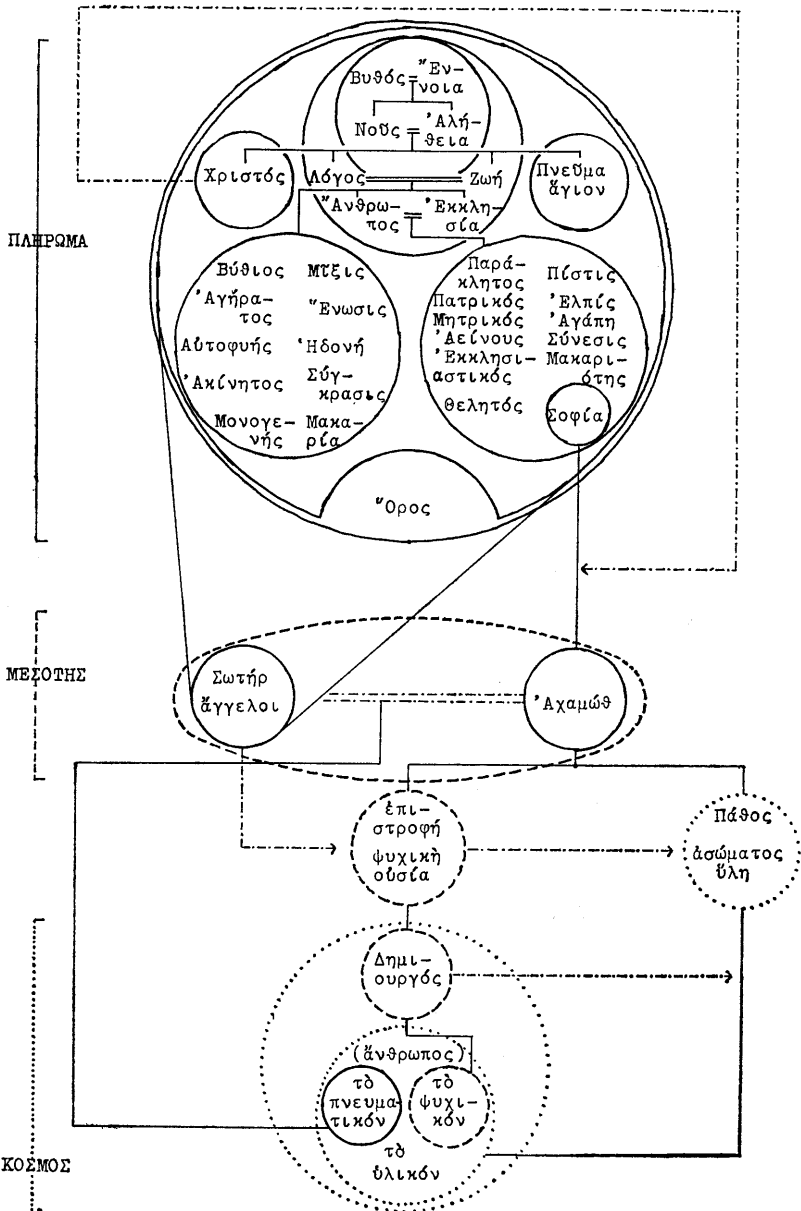 ΠΛΗΡΩΜΑ
Βυθός = Ἔν-
νοια
Νοῦς = Ἀλή-
θεια
Χριστός
Λόγος
Ζωή
Πνεῦμα
ἅγιον
Ἄνθρω-
πος
Ἐκκλη-
σία
Βύθιος Μῖξις
Ἀγήρα-
τος
Ἕνωσις
Αὐτοφυής Ἡδονή
Ἀκίνητος Σύγ-
κρασις
Μονογε-
νής
Μακα-
ρία
Παρά-
κλητος
Πίστις
Πατρικός Ἐλπίς
Μητρικός Ἀγάπη
Ἀείνους Σύνεσις
Ἐκκλησι-
αστικός
Μακαρι-
ότης
Θελητός
Σοφία
Ὅρος
ΜΕΣΟΤΗΣ
Σωτήρ
ἄγγελοι
Ἀχαμώθ
ἐπι-
στροφή
ψυχικὴ
οὐσία
Πάθος
ἀσώματος
ὕλη
ΚΟΣΜΟΣ
Δημι-
ουργός
(ἄνθρωπος)
τὸ
πνευμα-
τικόν
τὸ
ψυχι-
κόν
τὸ
ὑλικόν